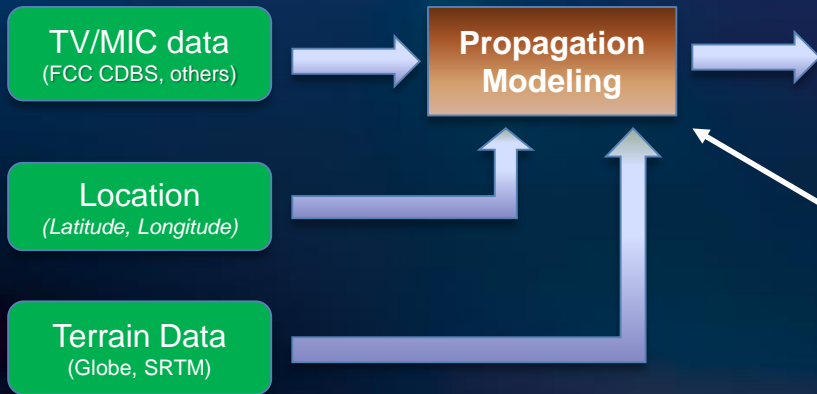 TV/MIC data
(FCC CDBS, others)
Propagation
Modeling
Location
(Latitude, Longitude)
Terrain Data
(Globe, SRTM)